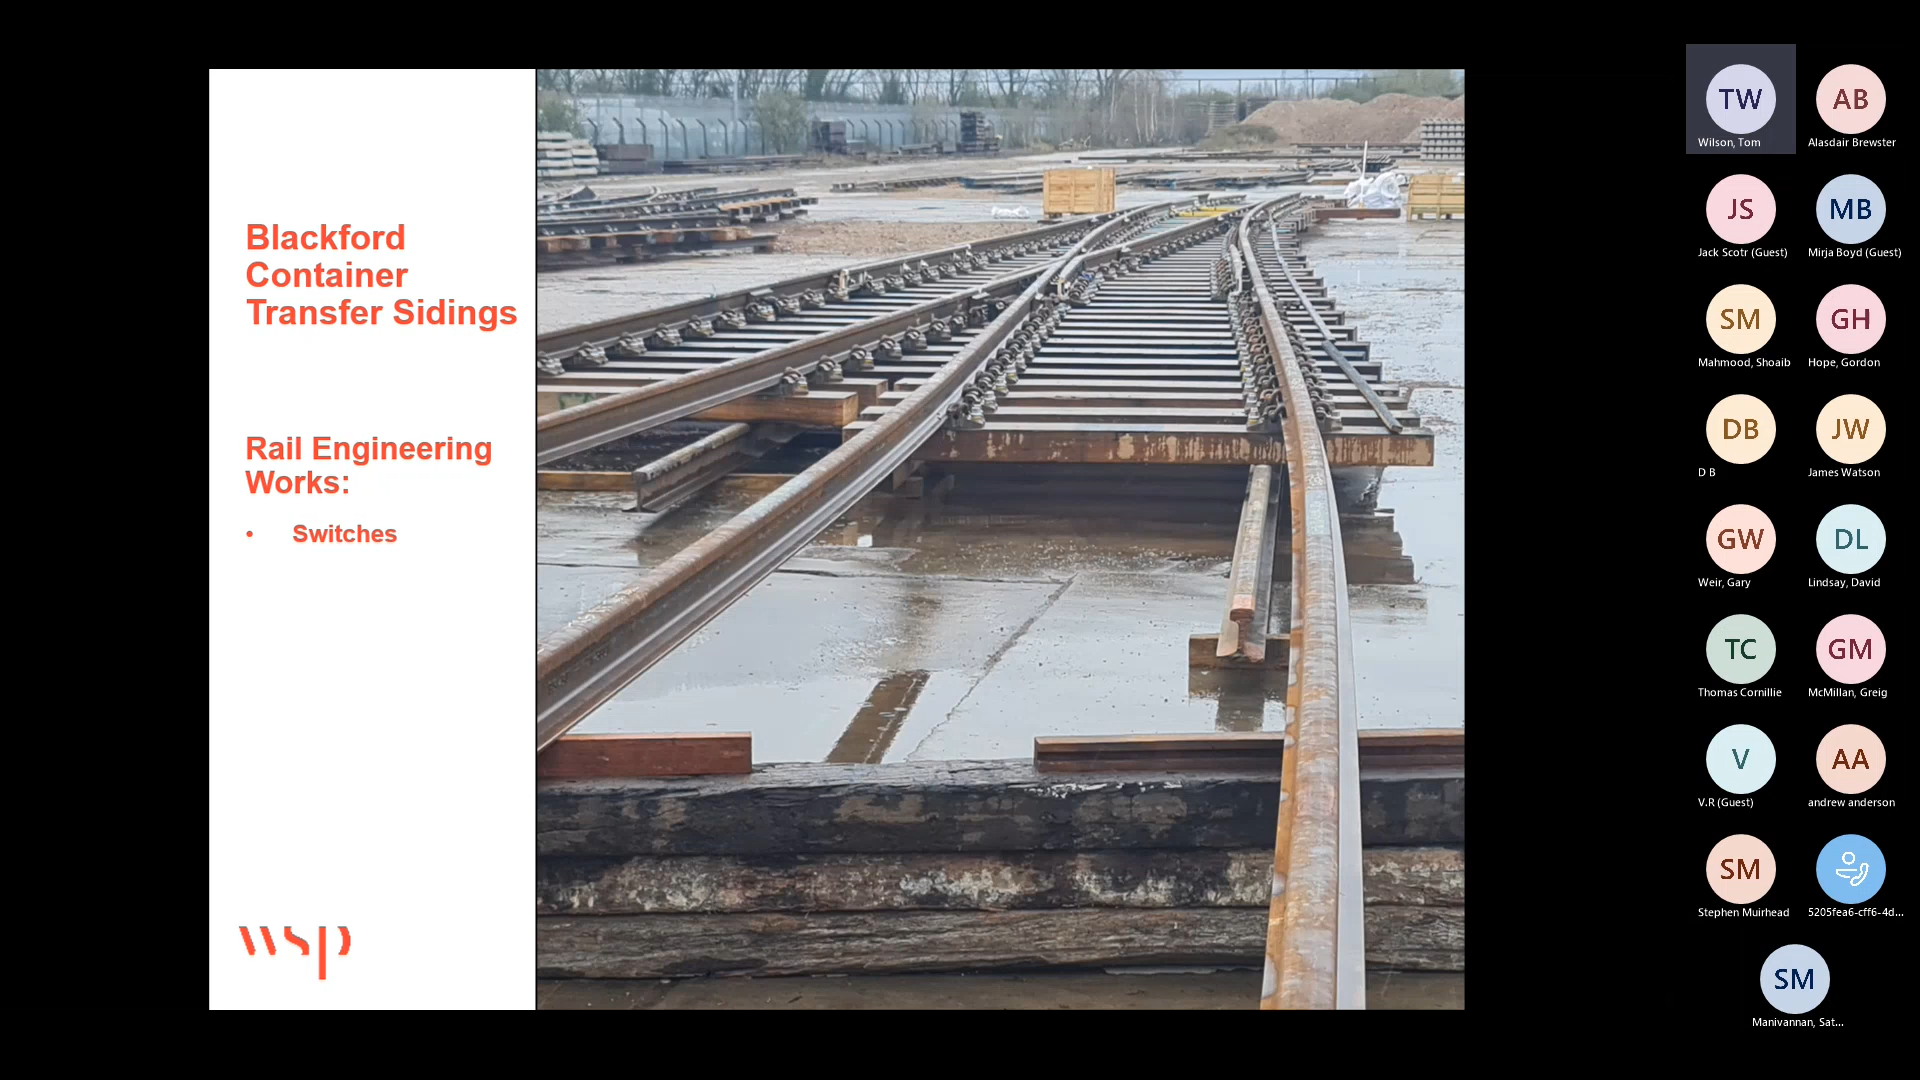 Blackford
Container
Transfer Sidings
Rail Engineering
Works:
• Switches
wsp
TW
Wilson, Tom
AB
Alasdair Brewster
JS
Jack Scotr (Guest)
MB
Mirja Boyd (Guest)
SM
Mahmood, Shoaib
GH
Hope, Gordon
DB
D B
JW
James Watson
GW
Weir, Gary
DL
Lindsay, David
TC
Thomas Cornillie
GM
McMillan, Greig
V
V.R (Guest)
AA
andrew anderson
SM
Stephen Muirhead
5205fea6-cff6-4d...
SM
Manivannan, Sat...